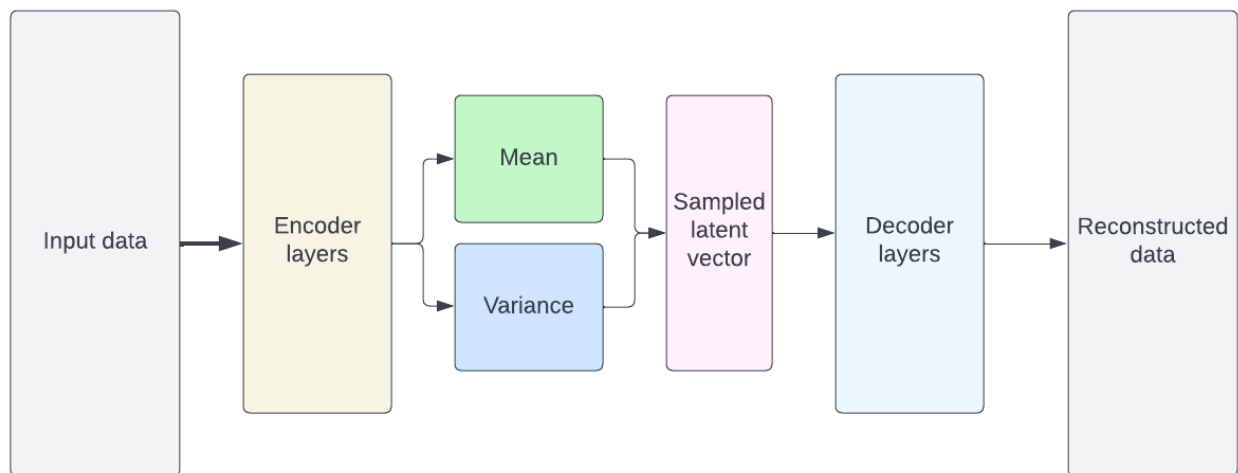 Input data
Encoder
layers
Mean
Variance
Sampled
latent
vector
Decoder
layers
Reconstructed
data